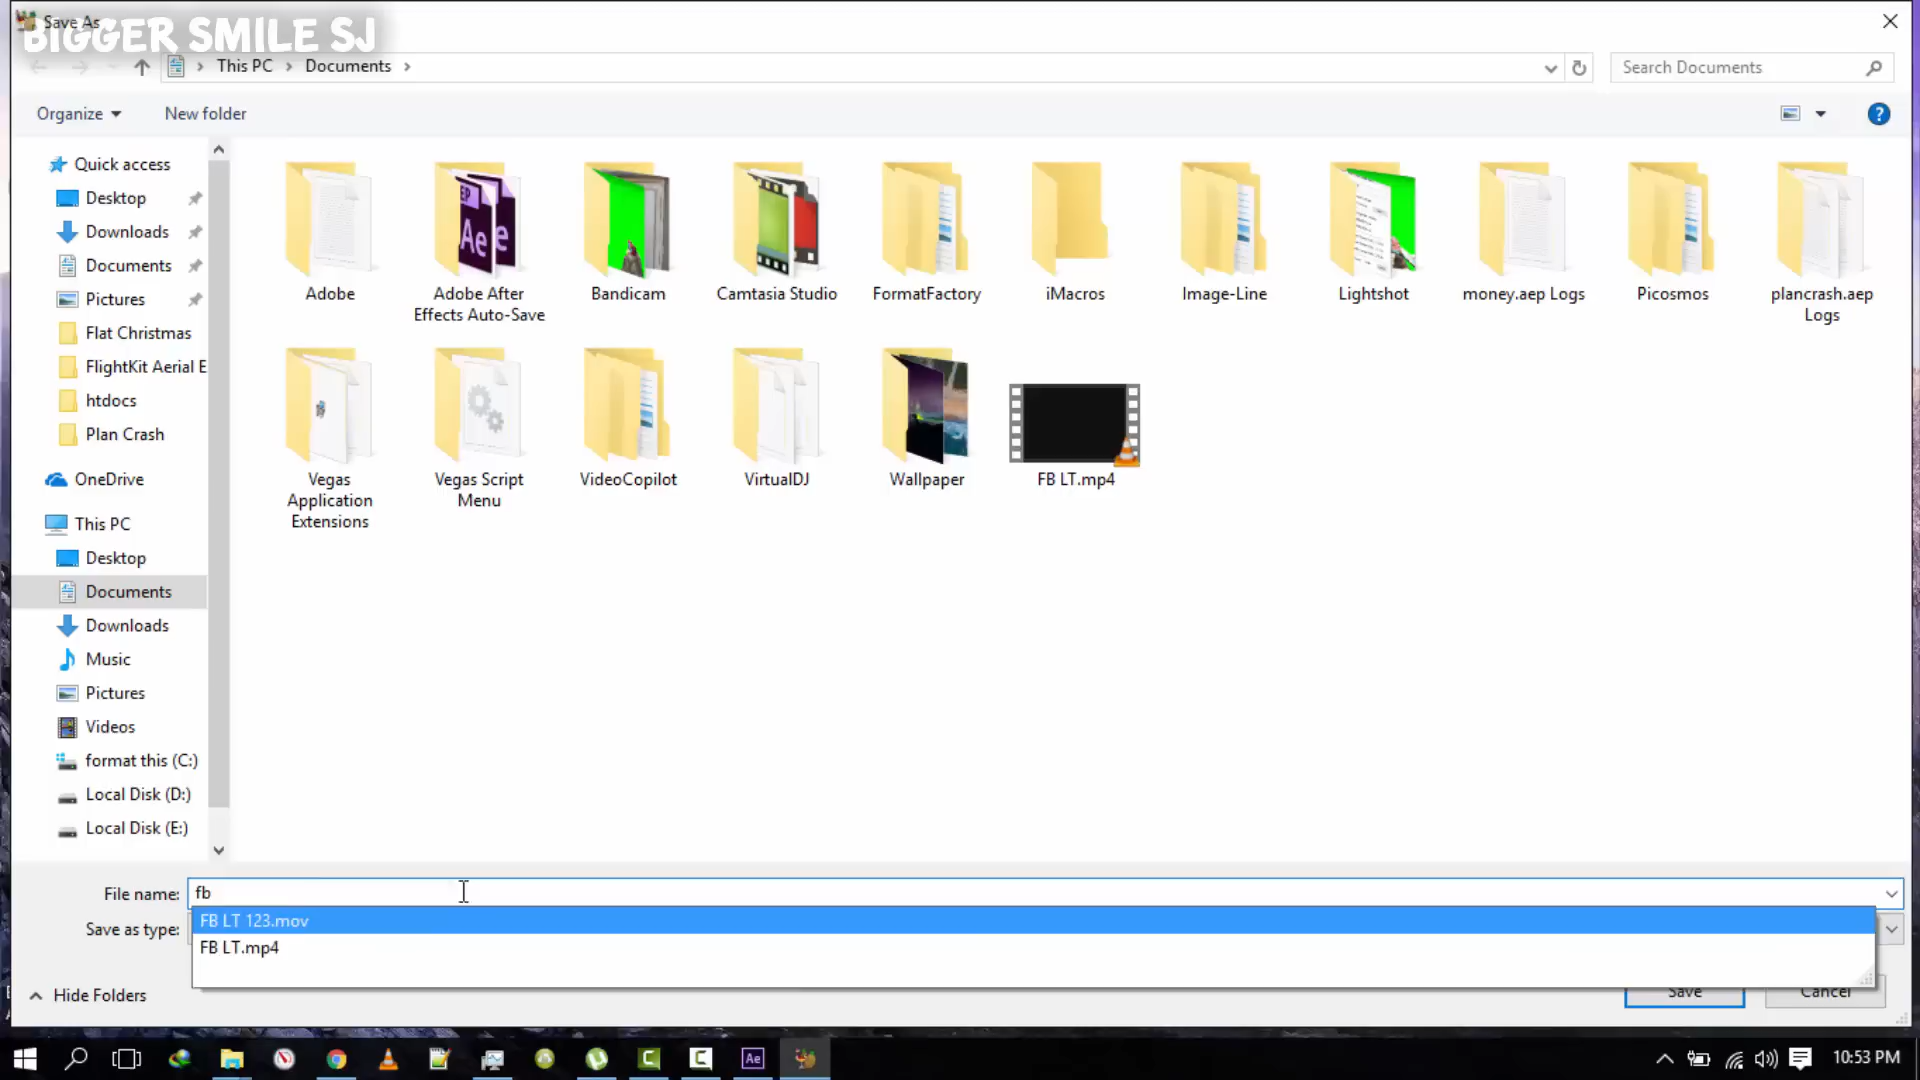 Save As
BIGGER SMILE SJ
This PC > Documents >
Search Documents
Organize
New folder
Quick access
Desktop
Downloads
Documents
Pictures
Flat Christmas
FlightKit Aerial E
htdocs
Plan Crash
OneDrive
This PC
Desktop
Documents
Downloads
Music
Pictures
Videos
format this (C:)
Local Disk (D:)
Local Disk (E:)
Adobe
Adobe After
Effects Auto-Save
Bandicam
Camtasia Studio
FormatFactory
iMacros
Image-Line
Lightshot
money.aep Logs
Picosmos
plancrash.aep
Logs
Vegas
Application
Extensions
Vegas Script
Menu
VideoCopilot
VirtualDJ
Wallpaper
FB LT.mp4
File name: fb
FB LT 123.mov
Save as type:
FB LT.mp4
Hide Folders
Save
Cancel
10:53 PM